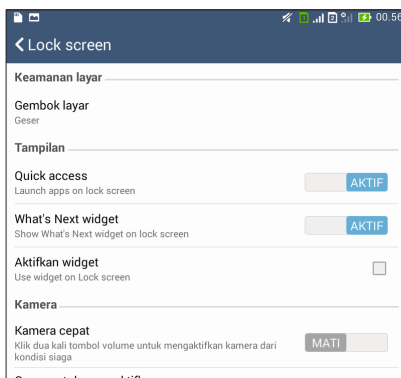 1 2 00.56
Lock screen
Keamanan layar
Gembok layar
Geser
Tampilan
Quick access
Launch apps on lock screen
AKTIF
What's Next widget
Show What's Next widget on lock screen
AKTIF
Aktifkan widget
Use widget on Lock screen
Kamera
Kamera cepat
Klik dua kali tombol volume untuk mengaktifkan kamera dari
kondisi siaga
MATI